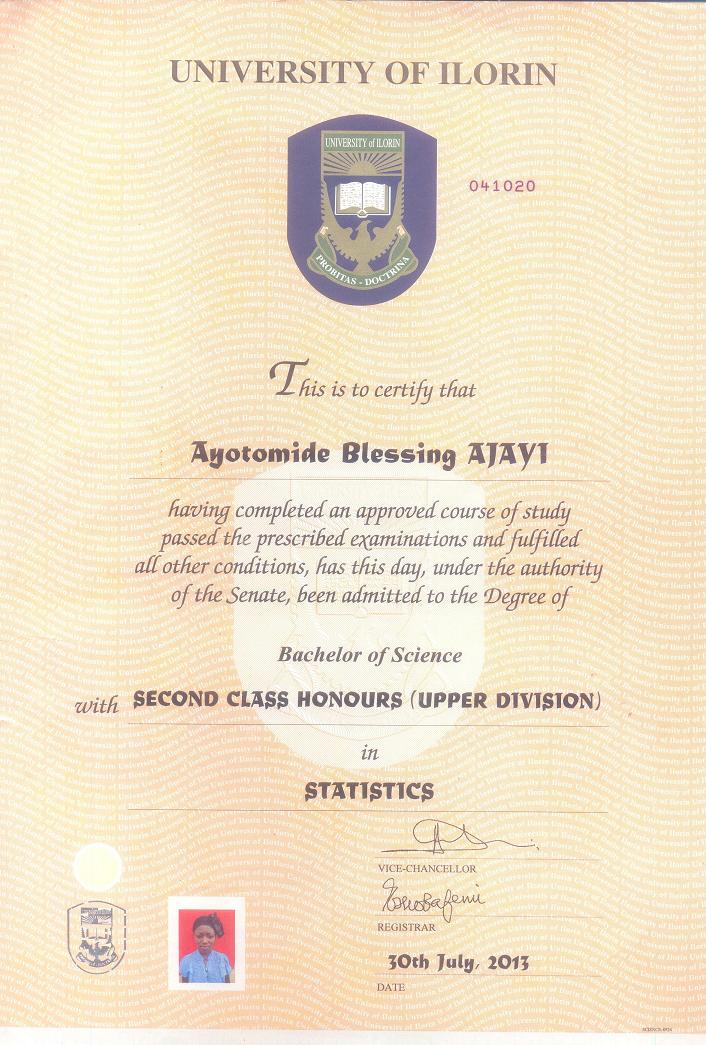 UNIVERSITY OF ILORIN
UNIVERSITY of ILORIN
041020
PROBITAS - DOCTRINA
This is to certify that
Ayotomide Blessing AJAYI
having completed an approved course of study
passed the prescribed examinations and fulfilled
all other conditions, has this day, under the authority
of the Senate, been admitted to the Degree of
Bachelor of Science
with SECOND CLASS HONOURS (UPPER DIVISION)
in
STATISTICS
VICE-CHANCELLOR
REGISTRAR
30th July, 2013
DATE